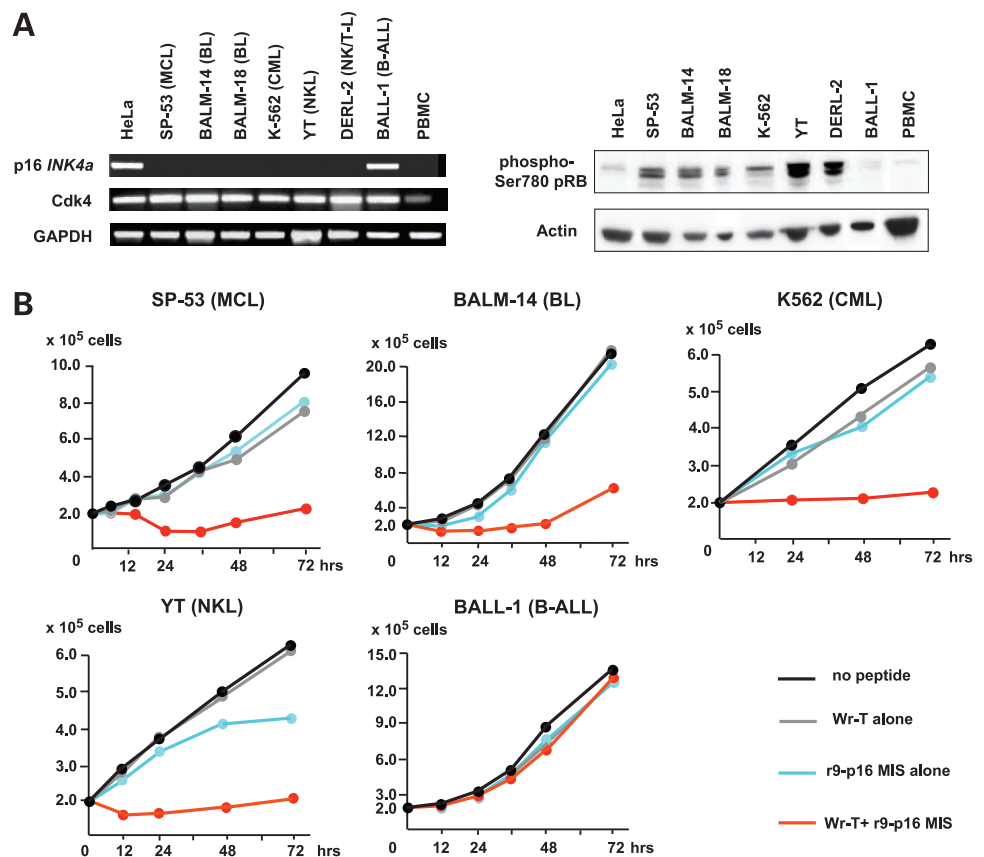 A
HeLa
SP-53 (MCL)
BALM-14 (BL)
BALM-18 (BL)
K-562 (CML)
YT (NKL)
DERL-2 (NK/T-L)
BALL-1 (B-ALL)
PBMC
p16 INK4a
Cdk4
GAPDH
HeLa
SP-53
BALM-14
BALM-18
K-562
YT
DERL-2
BALL-1
PBMC
phospho-
Ser780 pRB
Actin
B
SP-53 (MCL)
x 10⁵ cells
10.0
8.0
6.0
4.0
2.0
0
12 24 48 72 hrs
BALM-14 (BL)
x 10⁵ cells
20.0
12.0
4.0
2.0
0
12 24 48 72 hrs
K562 (CML)
x 10⁵ cells
6.0
5.0
3.0
2.0
0
12 24 48 72 hrs
YT (NKL)
x 10⁵ cells
6.0
5.0
3.0
2.0
0
12 24 48 72 hrs
BALL-1 (B-ALL)
x 10⁵ cells
15.0
9.0
6.0
3.0
2.0
0
12 24 48 72 hrs
no peptide
Wr-T alone
r9-p16 MIS alone
Wr-T+ r9-p16 MIS